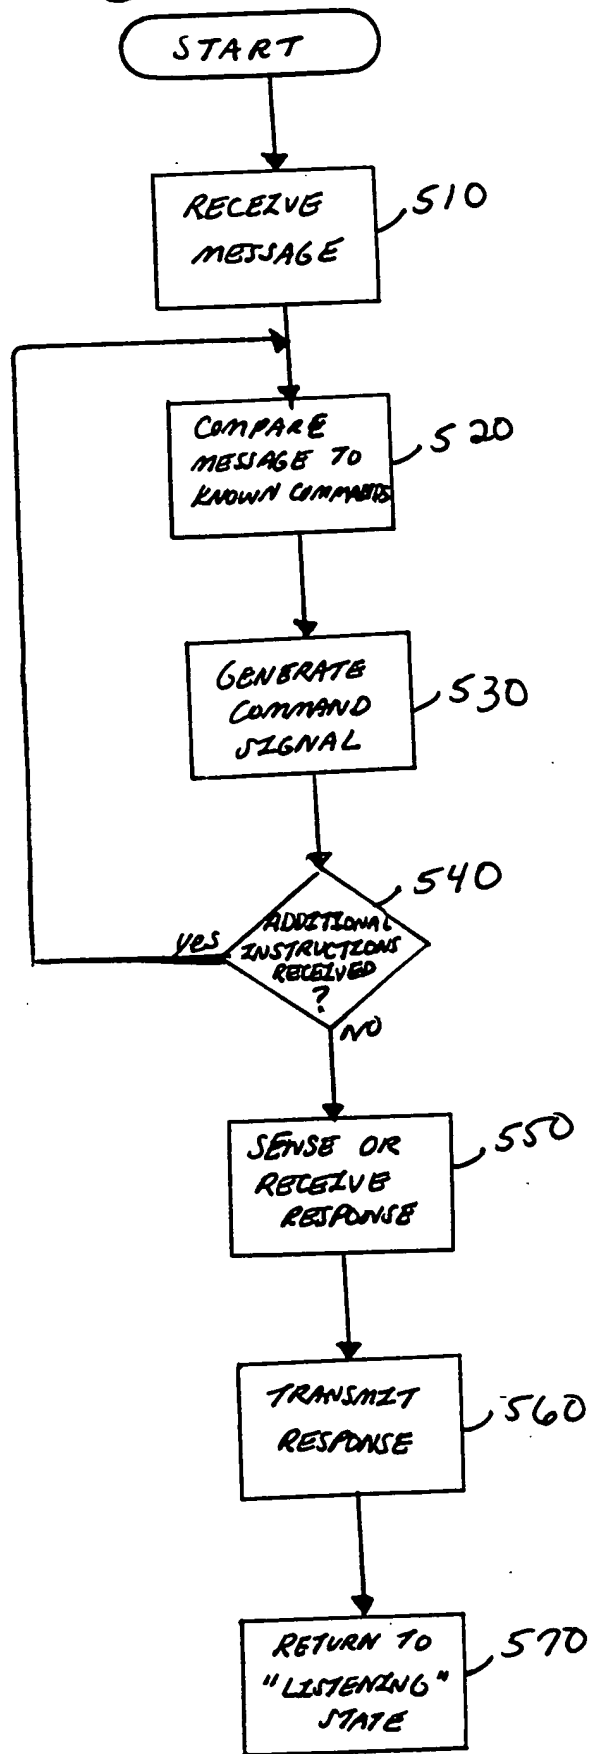 START
RECEIVE
MESSAGE
510
COMPARE
MESSAGE TO
KNOWN COMMANDS
520
GENERATE
COMMAND
SIGNAL
530
540
ADDITIONAL
INSTRUCTIONS
RECEIVED
?
yes
NO
SENSE OR
RECEIVE
RESPONSE
550
TRANSMIT
RESPONSE
560
RETURN TO
"LISTENING"
STATE
570